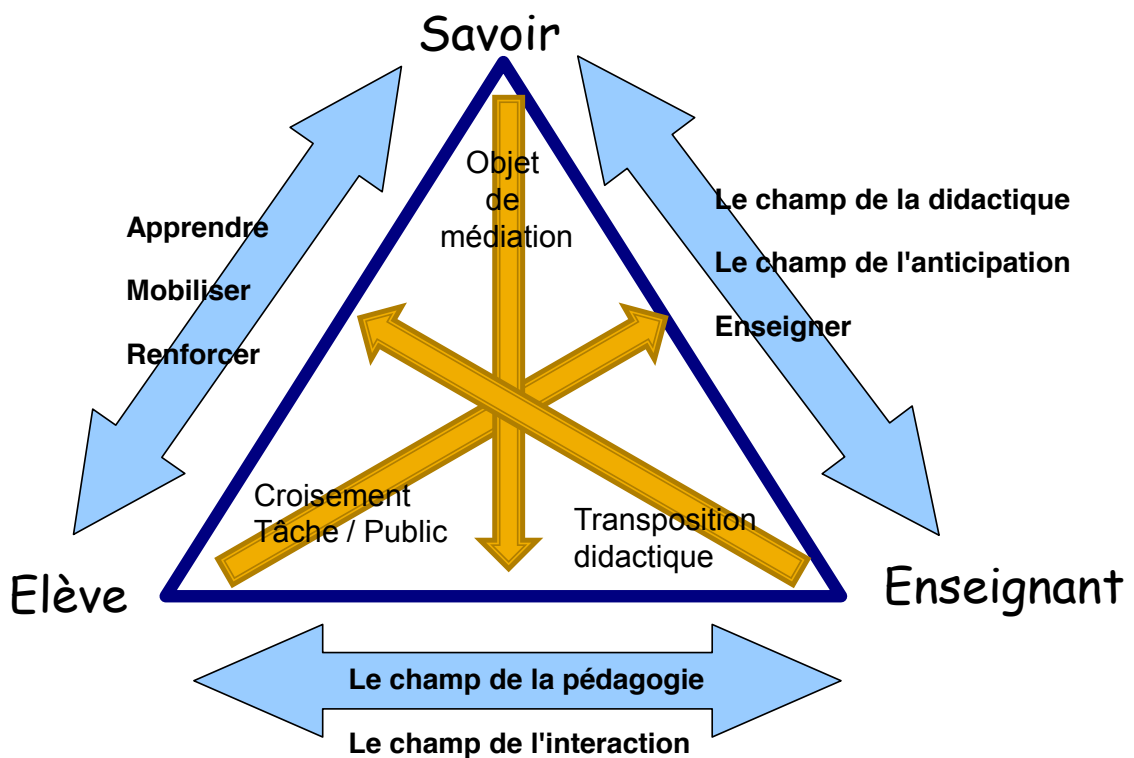 Savoir
Objet
de
médiation
Apprendre
Mobiliser
Renforcer
Le champ de la didactique
Le champ de l'anticipation
Enseigner
Croisement
Tâche / Public
Transposition
didactique
Elève
Enseignant
Le champ de la pédagogie
Le champ de l'interaction